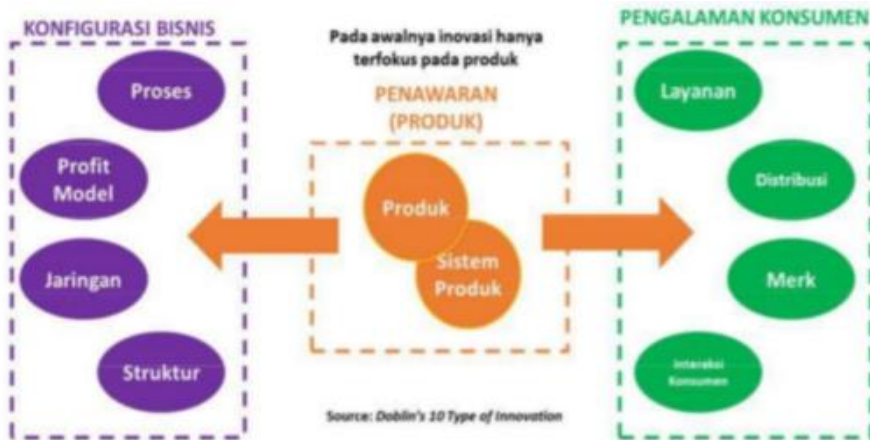 KONFIGURASI BISNIS
Proses
Profit
Model
Jaringan
Struktur
Pada awalnya inovasi hanya
terfokus pada produk
PENAWARAN
(PRODUK)
Produk
Sistem
Produk
Source: Doblin's 10 Type of Innovation
PENGALAMAN KONSUMEN
Layanan
Distribusi
Merk
Interaksi
Konsumen